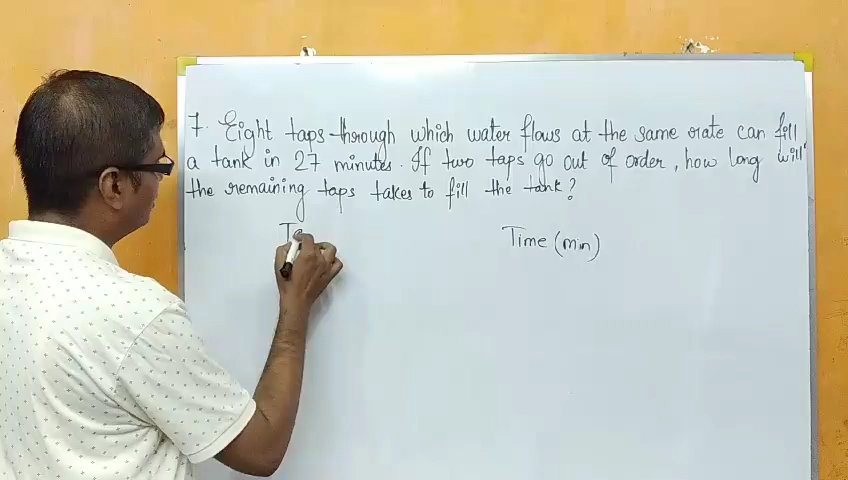 7. Eight taps through which water flows at the same rate can fill
a tank in 27 minutes. If two taps go out of order, how long will
the remaining taps takes to fill the tank?
Time (min)